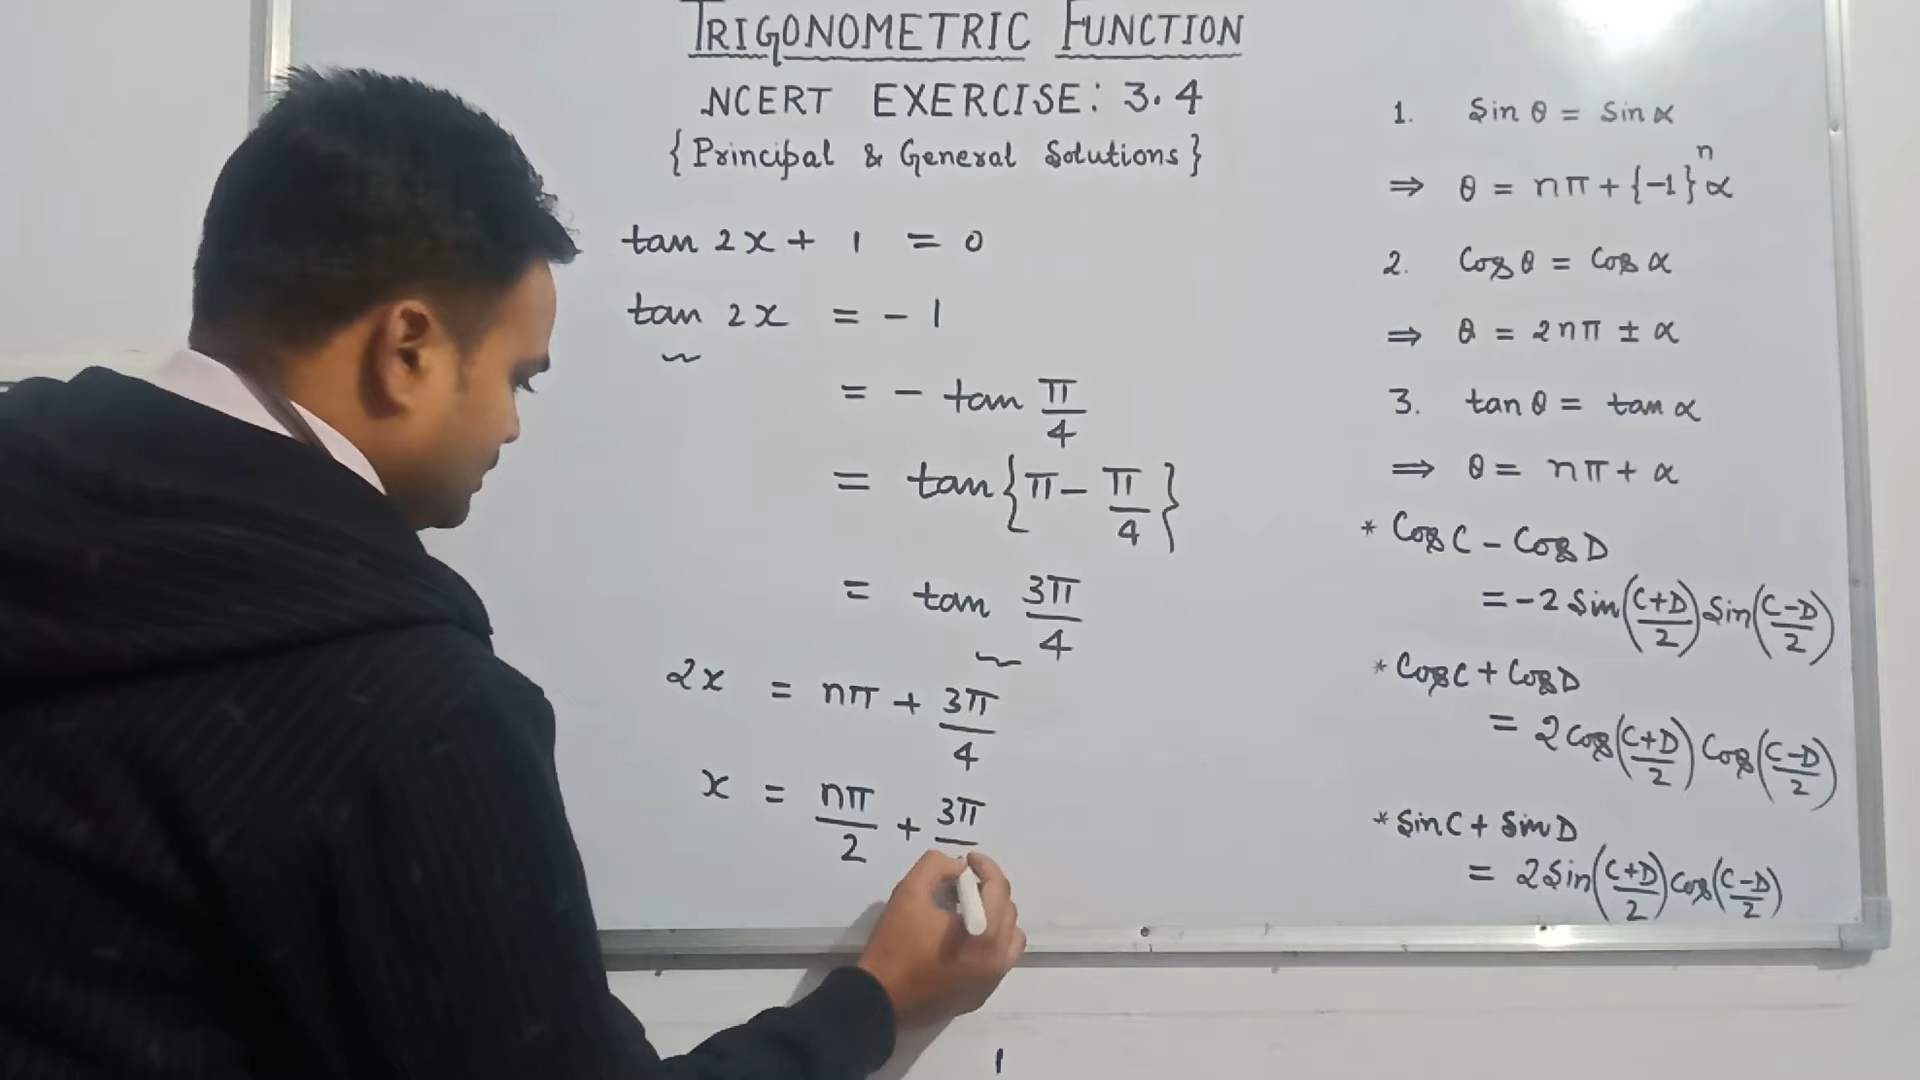 TRIGONOMETRIC FUNCTION
NCERT EXERCISE: 3.4
{Principal & General Solutions}
tan 2x + 1 = 0
tan 2x = - 1
= - tan π/4
= tan{π - π/4}
= tan 3π/4
2x = nπ + 3π/4
x = nπ/2 + 3π/
1. Sin θ = Sin α
⇒ θ = nπ + {-1}ⁿ α
2. Cos θ = Cos α
⇒ θ = 2nπ ± α
3. tan θ = tan α
⇒ θ = nπ + α
* Cos C - Cos D
= -2 Sin(C+D/2) Sin(C-D/2)
* Cos C + Cos D
= 2 Cos(C+D/2) Cos(C-D/2)
* Sin C + Sin D
= 2 Sin(C+D/2) Cos(C-D/2)